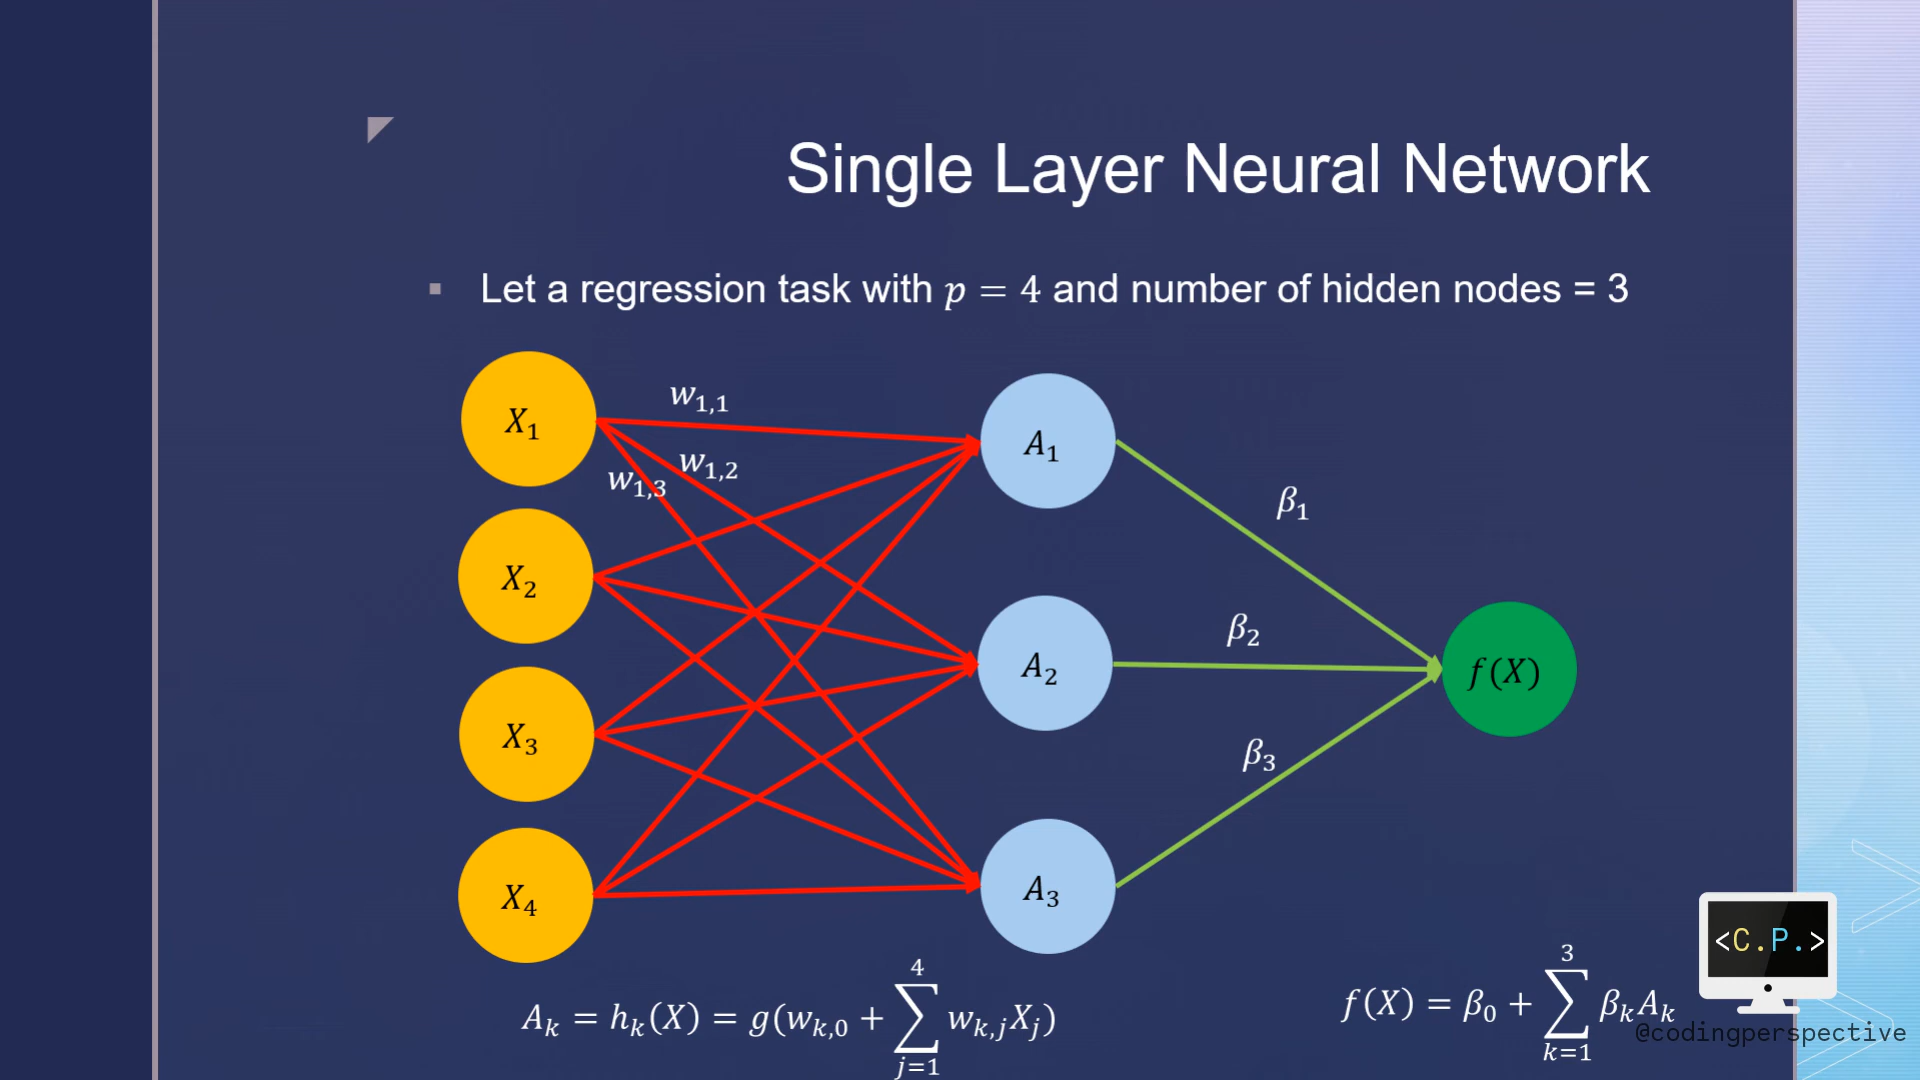 Single Layer Neural Network
▪ Let a regression task with p = 4 and number of hidden nodes = 3
X₁
w₁,₁
w₁,₂
w₁,₃
A₁
β₁
X₂
A₂
β₂
f(X)
X₃
β₃
X₄
A₃
<C.P.>
Aₖ = hₖ(X) = g(wₖ,₀ + ∑⁴ⱼ₌₁ wₖ,ⱼXⱼ)
f(X) = β₀ + ∑³ₖ₌₁ βₖAₖ
@codingperspective